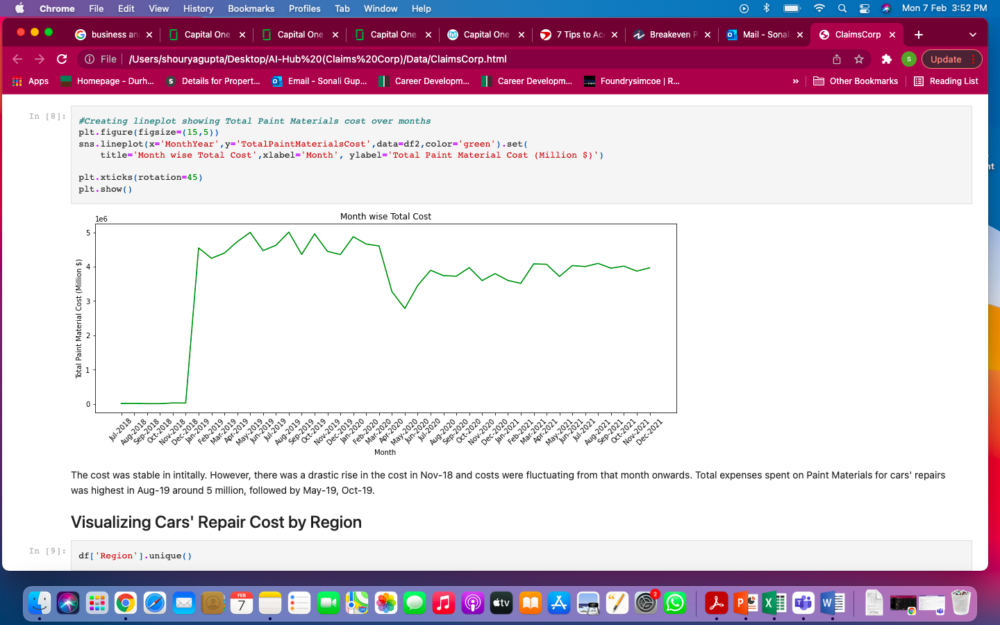 Chrome File Edit View History Bookmarks Profiles Tab Window Help Mon 7 Feb 3:52 PM
business an Capital One Capital One Capital One Capital One 7 Tips to Ac Breakeven P Mail - Sonal ClaimsCorp
File /Users/shouryagupta/Desktop/AI-Hub%20(Claims%20Corp)/Data/ClaimsCorp.html S Update
Apps Homepage - Durh... Details for Propert... Email - Sonali Gup... Career Developm... Career Developm... Foundrysimcoe | R... » Other Bookmarks Reading List
In [8]:
#Creating lineplot showing Total Paint Materials cost over months
plt.figure(figsize=(15,5))
sns.lineplot(x='MonthYear',y='TotalPaintMaterialsCost',data=df2,color='green').set(
title='Month wise Total Cost',xlabel='Month', ylabel='Total Paint Material Cost (Million $)')
plt.xticks(rotation=45)
plt.show()
Month wise Total Cost
1e6
5
4
3
2
1
0
Total Paint Material Cost (Million $)
Jul-2018 Aug-2018 Sep-2018 Oct-2018 Nov-2018 Dec-2018 Jan-2019 Feb-2019 Mar-2019 Apr-2019 May-2019 Jun-2019 Jul-2019 Aug-2019 Sep-2019 Oct-2019 Nov-2019 Dec-2019 Jan-2020 Feb-2020 Mar-2020 Apr-2020 May-2020 Jun-2020 Jul-2020 Aug-2020 Sep-2020 Oct-2020 Nov-2020 Dec-2020 Jan-2021 Feb-2021 Mar-2021 Apr-2021 May-2021 Jun-2021 Jul-2021 Aug-2021 Sep-2021 Oct-2021 Nov-2021 Dec-2021
Month
The cost was stable in intitally. However, there was a drastic rise in the cost in Nov-18 and costs were fluctuating from that month onwards. Total expenses spent on Paint Materials for cars' repairs
was highest in Aug-19 around 5 million, followed by May-19, Oct-19.
Visualizing Cars' Repair Cost by Region
In [9]:
df['Region'].unique()
FEB
7
tv
2
P X W
HTML